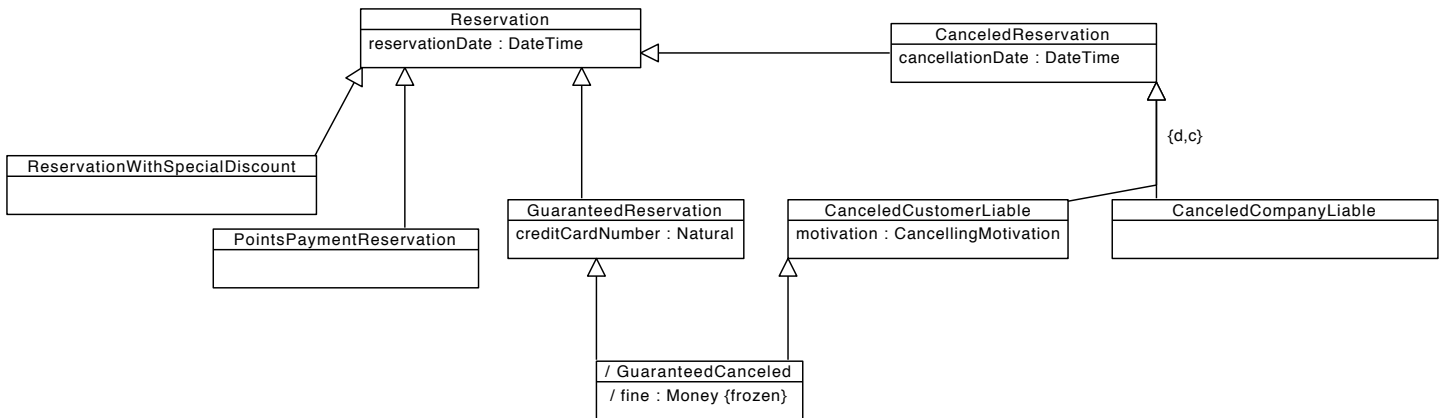 Reservation
reservationDate : DateTime
CanceledReservation
cancellationDate : DateTime
{d,c}
ReservationWithSpecialDiscount
PointsPaymentReservation
GuaranteedReservation
creditCardNumber : Natural
CanceledCustomerLiable
motivation : CancellingMotivation
CanceledCompanyLiable
/ GuaranteedCanceled
/ fine : Money {frozen}